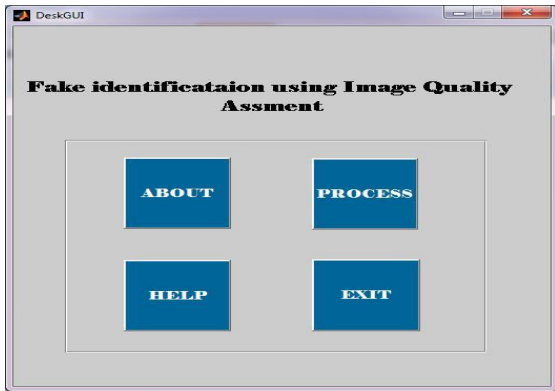 DeskGUI
Fake identificataion using Image Quality
Assment
ABOUT
PROCESS
HELP
EXIT